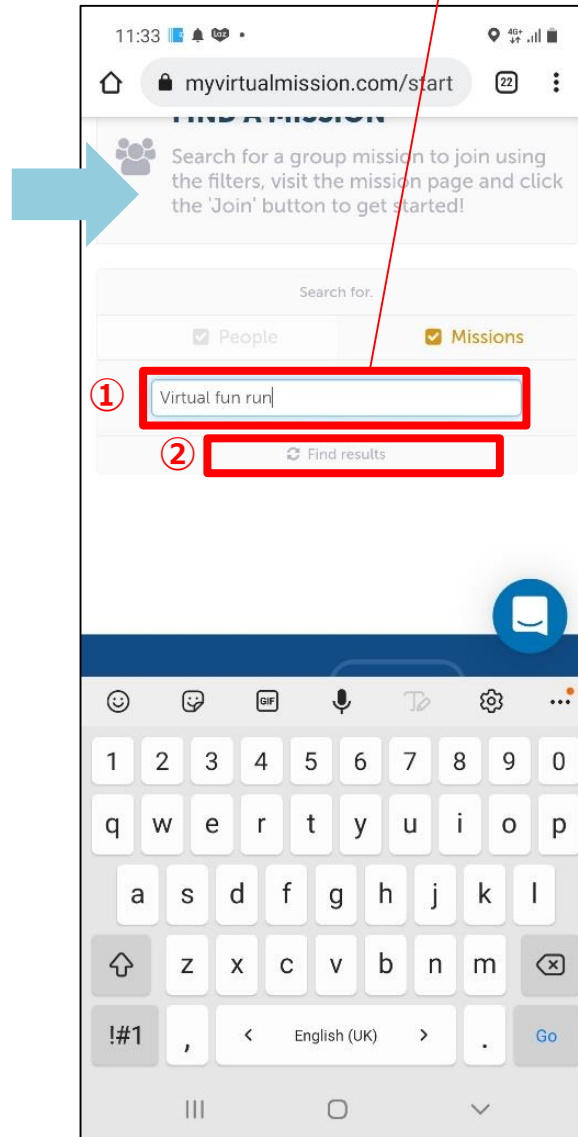 11:33
4G+
myvirtualmission.com/start
22
FIND A MISSION
Search for a group mission to join using
the filters, visit the mission page and click
the 'Join' button to get started!
Search for.
People
Missions
①
Virtual fun run
②
Find results
GIF
1 2 3 4 5 6 7 8 9 0
q w e r t y u i o p
a s d f g h j k l
z x c v b n m
!#1 , < English (UK) > . Go